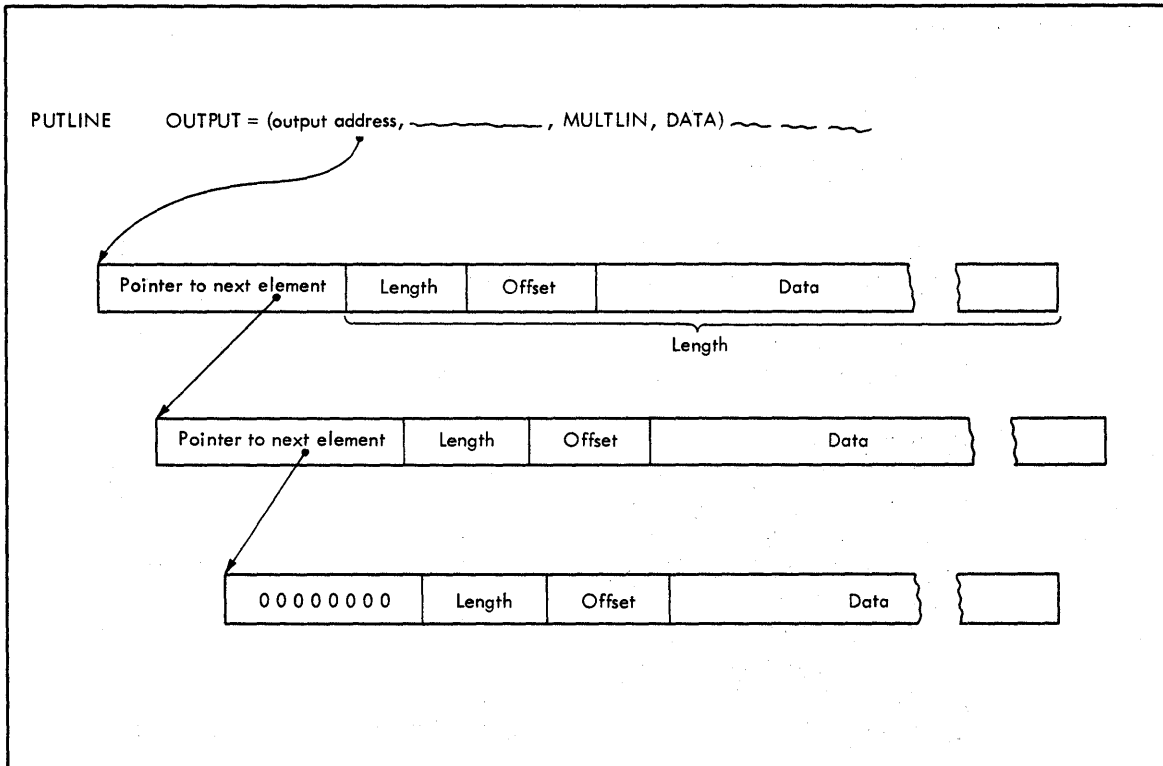 PUTLINE OUTPUT = (output address, , MULTLIN, DATA)
Pointer to next element Length Offset Data
Length
Pointer to next element Length Offset Data
00000000 Length Offset Data